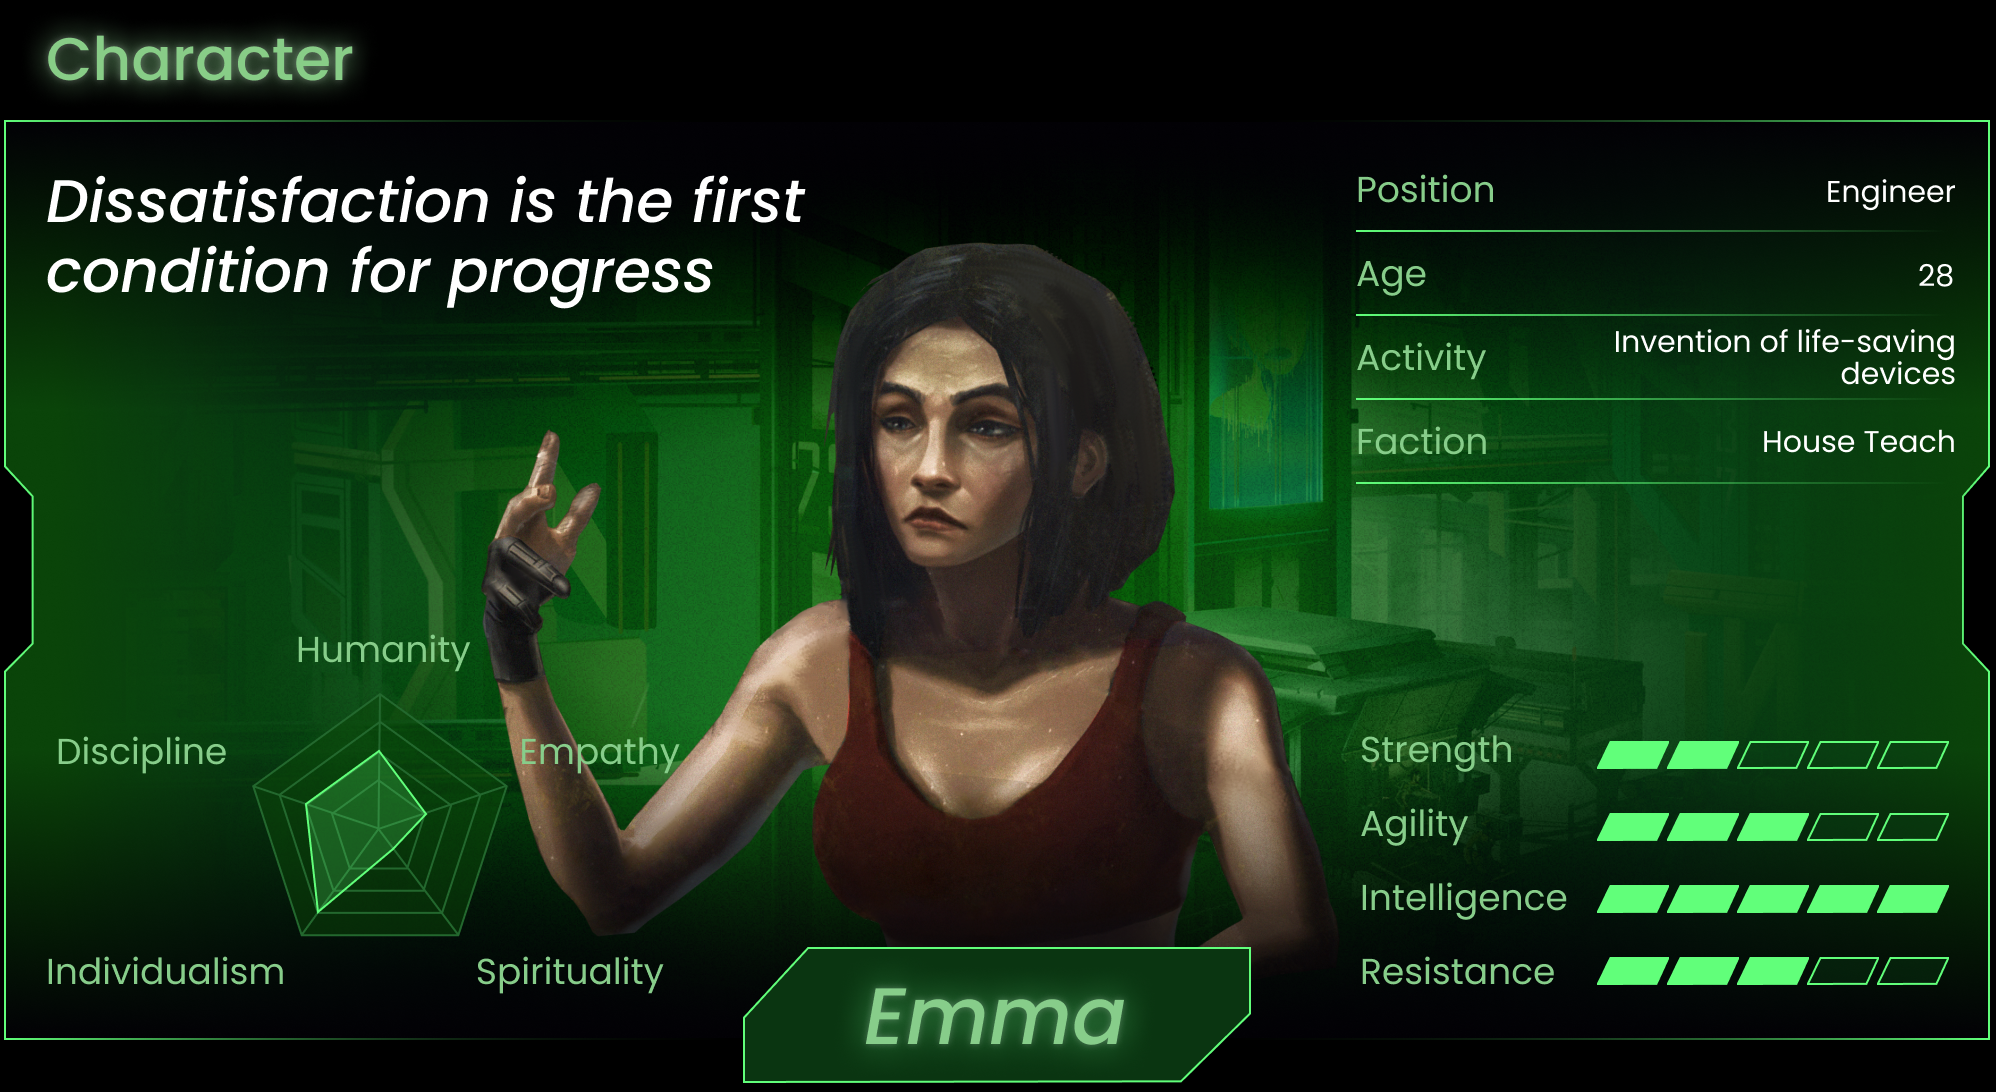 Character
Dissatisfaction is the first
condition for progress
Position Engineer
Age 28
Activity Invention of life-saving
devices
Faction House Teach
Humanity
Discipline
Empathy
Individualism
Spirituality
Strength
Agility
Intelligence
Resistance
Emma